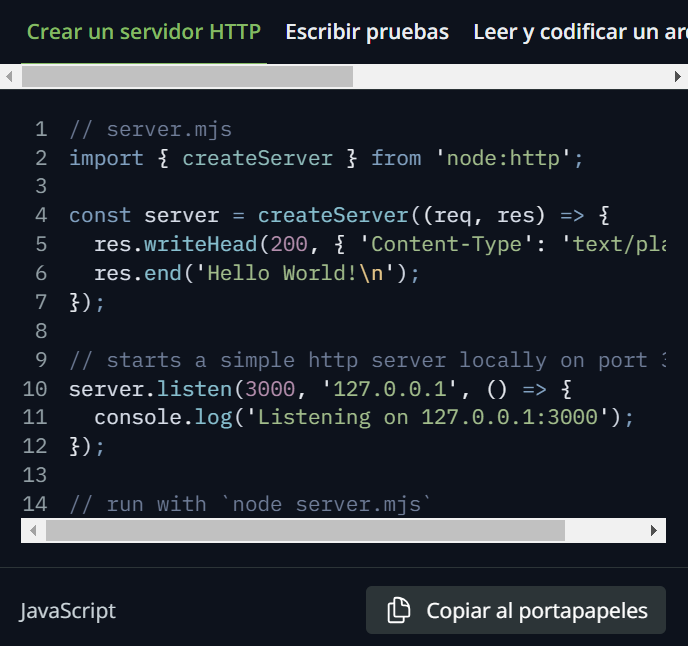 Crear un servidor HTTP Escribir pruebas Leer y codificar un
1 // server.mjs
2 import { createServer } from 'node:http';
3
4 const server = createServer((req, res) => {
5   res.writeHead(200, { 'Content-Type': 'text/pla
6   res.end('Hello World!\n');
7 });
8
9 // starts a simple http server locally on port
10 server.listen(3000, '127.0.0.1', () => {
11   console.log('Listening on 127.0.0.1:3000');
12 });
13
14 // run with `node server.mjs`
JavaScript
Copiar al portapapeles